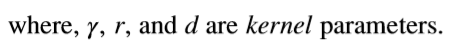 where, γ, r, and d are kernel parameters.